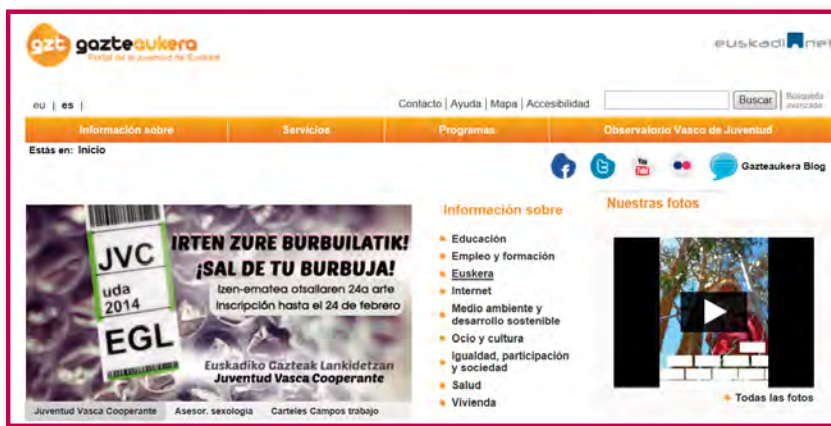 gzt gazteaukera
Portal de la juventud de Euskadi
euskadi.net
eu | es |
Contacto | Ayuda | Mapa | Accesibilidad
Buscar
Búsqueda avanzada
Información sobre
Servicios
Programas
Observatorio Vasco de Juventud
Estás en: Inicio
You Tube
Gazteaukera Blog
JVC
uda
2014
EGL
IRTEN ZURE BURBUILATIK!
¡SAL DE TU BURBUJA!
Izen-ematea otsailaren 24a arte
Inscripción hasta el 24 de febrero
Euskadiko Gazteak Lankidetzan
Juventud Vasca Cooperante
Juventud Vasca Cooperante
Asesor. sexología
Carteles Campos trabajo
Información sobre
Educación
Empleo y formación
Euskera
Internet
Medio ambiente y
desarrollo sostenible
Ocio y cultura
Igualdad, participación
y sociedad
Salud
Vivienda
Nuestras fotos
Todas las fotos